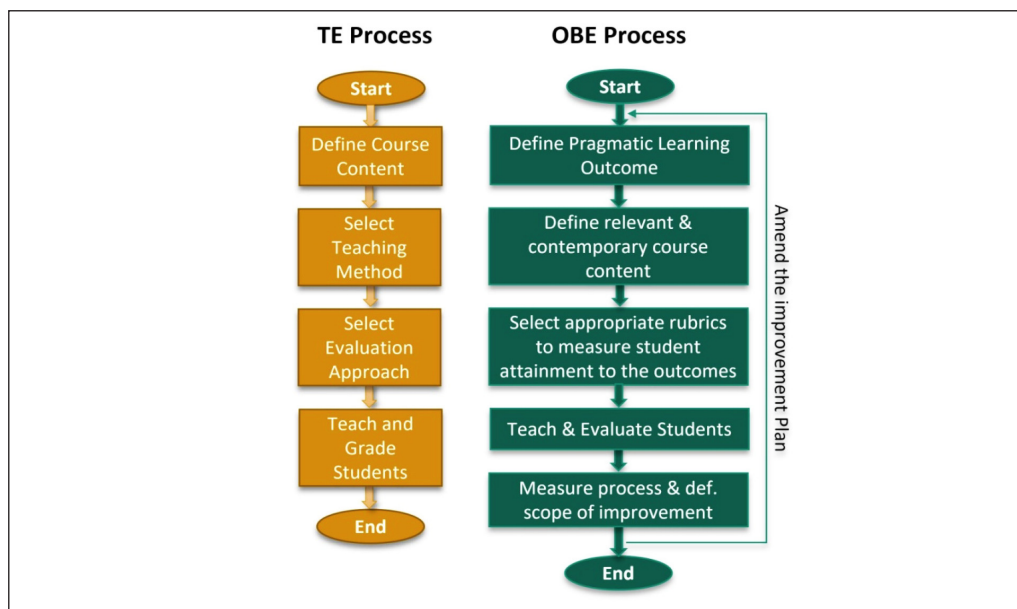 TE Process
Start
Define Course
Content
Select
Teaching
Method
Select
Evaluation
Approach
Teach and
Grade
Students
End
OBE Process
Start
Define Pragmatic Learning
Outcome
Define relevant &
contemporary course
content
Select appropriate rubrics
to measure student
attainment to the outcomes
Teach & Evaluate Students
Measure process & def.
scope of improvement
End
Amend the improvement Plan